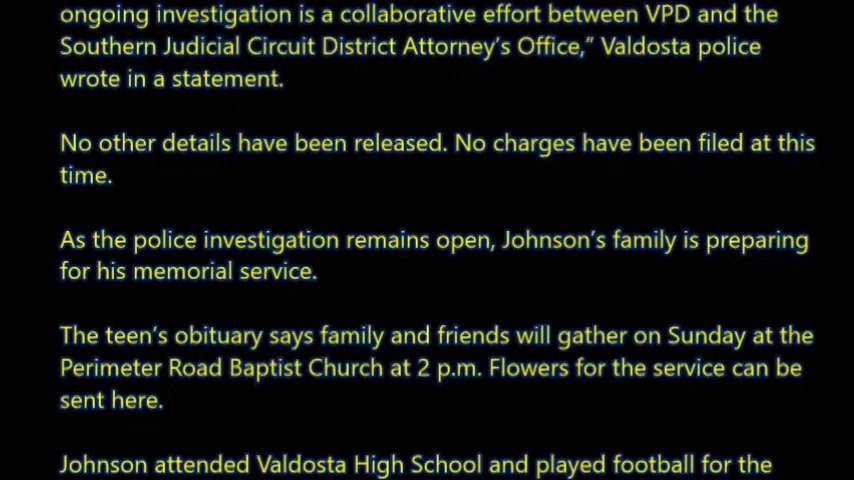 ongoing investigation is a collaborative effort between VPD and the
Southern Judicial Circuit District Attorney’s Office,” Valdosta police
wrote in a statement.
No other details have been released. No charges have been filed at this
time.
As the police investigation remains open, Johnson’s family is preparing
for his memorial service.
The teen’s obituary says family and friends will gather on Sunday at the
Perimeter Road Baptist Church at 2 p.m. Flowers for the service can be
sent here.
Johnson attended Valdosta High School and played football for the